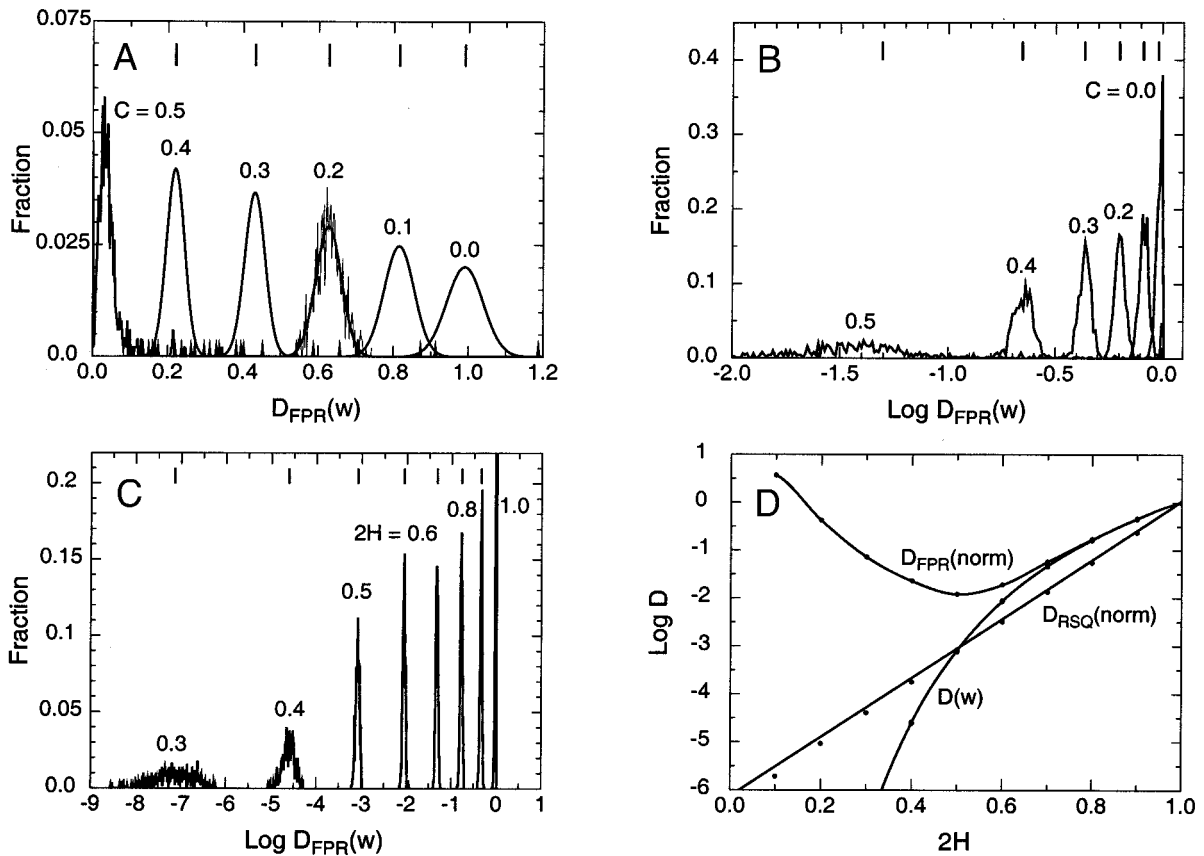 A
C = 0.5
0.4
0.3
0.2
0.1
0.0
0.075
0.05
0.025
0.0
Fraction
0.0 0.2 0.4 0.6 0.8 1.0 1.2
D_FPR(w)
B
C = 0.0
0.2
0.3
0.4
0.5
0.4
0.3
0.2
0.1
0.0
Fraction
-2.0 -1.5 -1.0 -0.5 0.0
Log D_FPR(w)
C
1.0
0.8
2H = 0.6
0.5
0.4
0.3
0.2
0.15
0.1
0.05
0.0
Fraction
-9 -8 -7 -6 -5 -4 -3 -2 -1 0 1
Log D_FPR(w)
D
D_FPR(norm)
D_RSQ(norm)
D(w)
1
0
-1
-2
-3
-4
-5
-6
Log D
0.0 0.2 0.4 0.6 0.8 1.0
2H